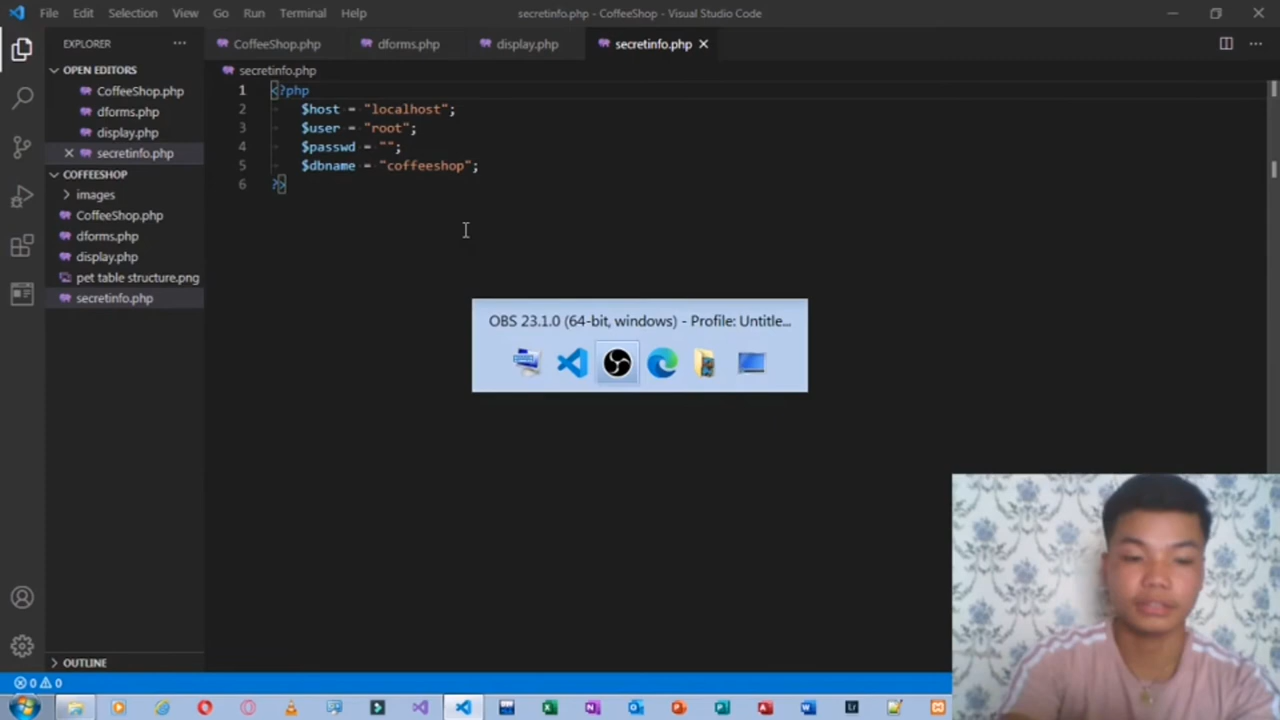 File Edit Selection View Go Run Terminal Help
secretinfo.php - CoffeeShop - Visual Studio Code
EXPLORER
CoffeeShop.php
dforms.php
display.php
secretinfo.php
OPEN EDITORS
CoffeeShop.php
dforms.php
display.php
secretinfo.php
COFFEESHOP
images
CoffeeShop.php
dforms.php
display.php
pet table structure.png
secretinfo.php
OUTLINE
secretinfo.php
1 <?php
2 $host = "localhost";
3 $user = "root";
4 $passwd = "";
5 $dbname = "coffeeshop";
6 ?>
OBS 23.1.0 (64-bit, windows) - Profile: Untitle...
0 0